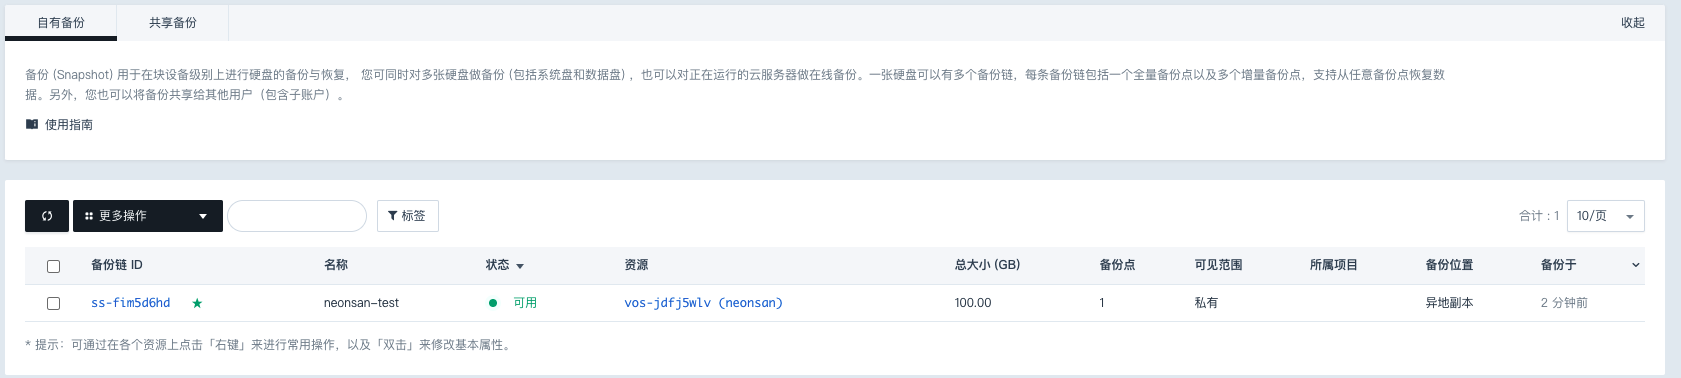 自有备份 共享备份 收起
备份 (Snapshot) 用于在块设备级别上进行硬盘的备份与恢复， 您可同时对多张硬盘做备份 (包括系统盘和数据盘) ，也可以对正在运行的云服务器做在线备份。一张硬盘可以有多个备份链，每条备份链包括一个全量备份点以及多个增量备份点，支持从任意备份点恢复数
据。另外，您也可以将备份共享给其他用户（包含子账户）。
使用指南
更多操作 标签 合计 : 1 10/页
备份链 ID 名称 状态 资源 总大小 (GB) 备份点 可见范围 所属项目 备份位置 备份于
ss-fim5d6hd neonsan-test 可用 vos-jdfj5wlv (neonsan) 100.00 1 私有 异地副本 2 分钟前
* 提示：可通过在各个资源上点击「右键」来进行常用操作，以及「双击」来修改基本属性。